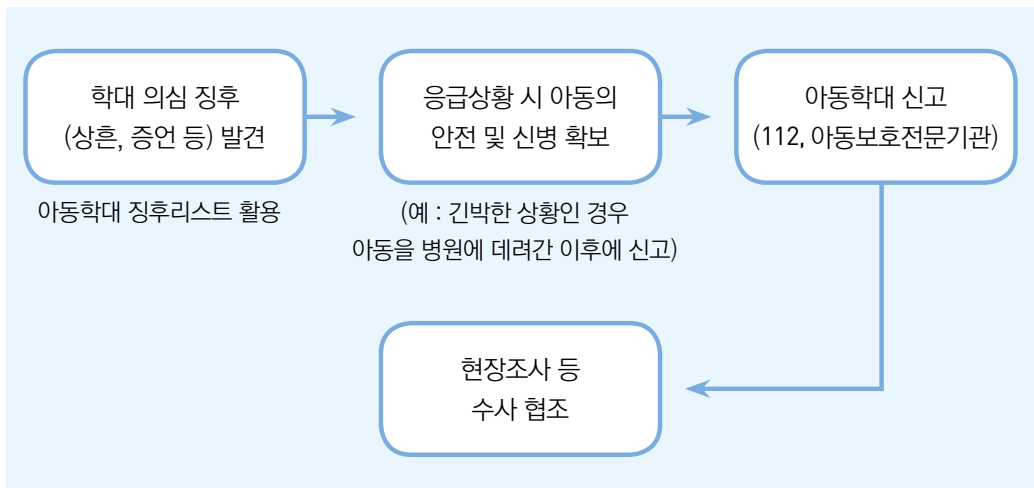 학대 의심 징후
(상흔, 증언 등) 발견
아동학대 징후리스트 활용
응급상황 시 아동의
안전 및 신병 확보
(예 : 긴박한 상황인 경우
아동을 병원에 데려간 이후에 신고)
아동학대 신고
(112, 아동보호전문기관)
현장조사 등
수사 협조